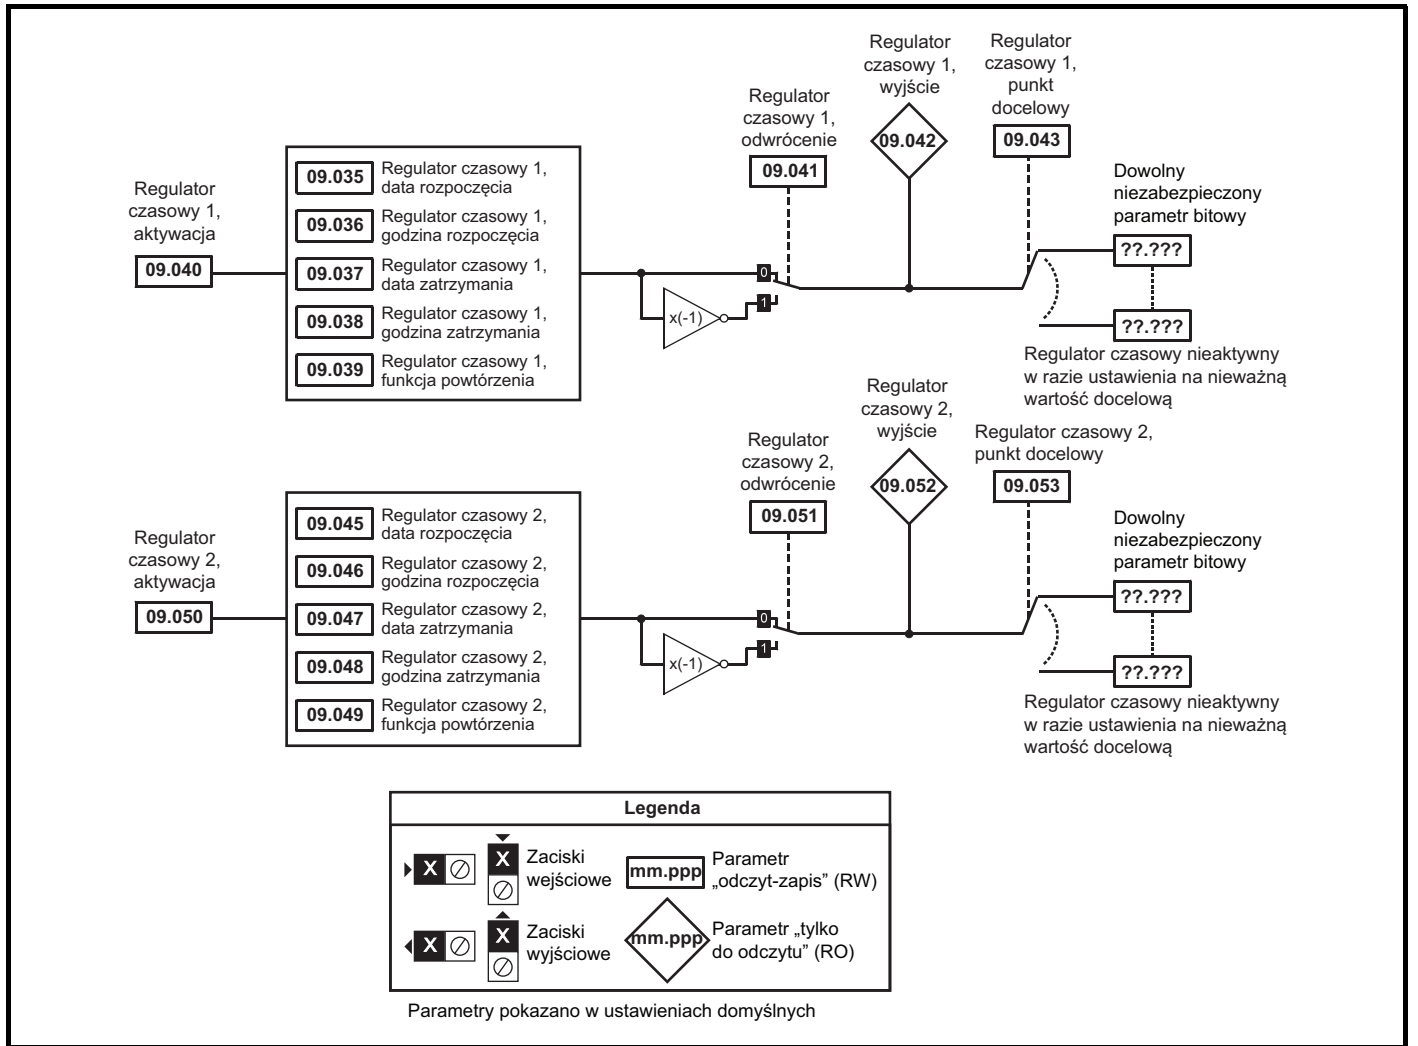 Regulator
czasowy 1,
aktywacja
09.040
09.035
Regulator czasowy 1,
data rozpoczęcia
09.036
Regulator czasowy 1,
godzina rozpoczęcia
09.037
Regulator czasowy 1,
data zatrzymania
09.038
Regulator czasowy 1,
godzina zatrzymania
09.039
Regulator czasowy 1,
funkcja powtórzenia
x(-1)
0
1
Regulator
czasowy 1,
odwrócenie
09.041
Regulator
czasowy 1,
wyjście
09.042
Regulator
czasowy 1,
punkt
docelowy
09.043
Dowolny
niezabezpieczony
parametr bitowy
??.???
??.???
Regulator czasowy nieaktywny
w razie ustawienia na nieważną
wartość docelową
Regulator
czasowy 2,
aktywacja
09.050
09.045
Regulator czasowy 2,
data rozpoczęcia
09.046
Regulator czasowy 2,
godzina rozpoczęcia
09.047
Regulator czasowy 2,
data zatrzymania
09.048
Regulator czasowy 2,
godzina zatrzymania
09.049
Regulator czasowy 2,
funkcja powtórzenia
x(-1)
0
1
Regulator
czasowy 2,
odwrócenie
09.051
Regulator
czasowy 2,
wyjście
09.052
Regulator czasowy 2,
punkt docelowy
09.053
Dowolny
niezabezpieczony
parametr bitowy
??.???
??.???
Regulator czasowy nieaktywny
w razie ustawienia na nieważną
wartość docelową
Legenda
X
X
Zaciski
wejściowe
mm.ppp
Parametr
„odczyt-zapis” (RW)
X
X
Zaciski
wyjściowe
mm.ppp
Parametr „tylko
do odczytu” (RO)
Parametry pokazano w ustawieniach domyślnych